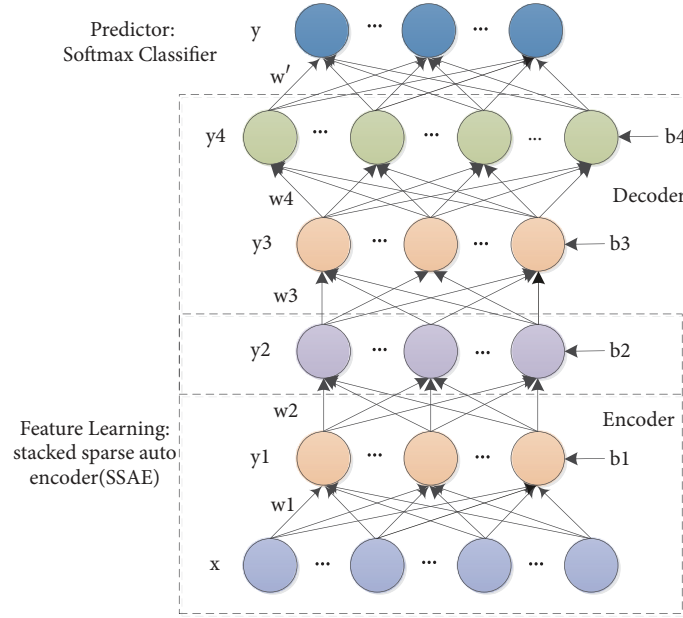 Predictor:
Softmax Classifier
y
... ...
w′
y4
... ... ...
b4
w4
Decoder
y3
... ...
b3
w3
y2
... ...
b2
w2
Encoder
Feature Learning:
stacked sparse auto
encoder(SSAE)
y1
... ...
b1
w1
x
... ... ...